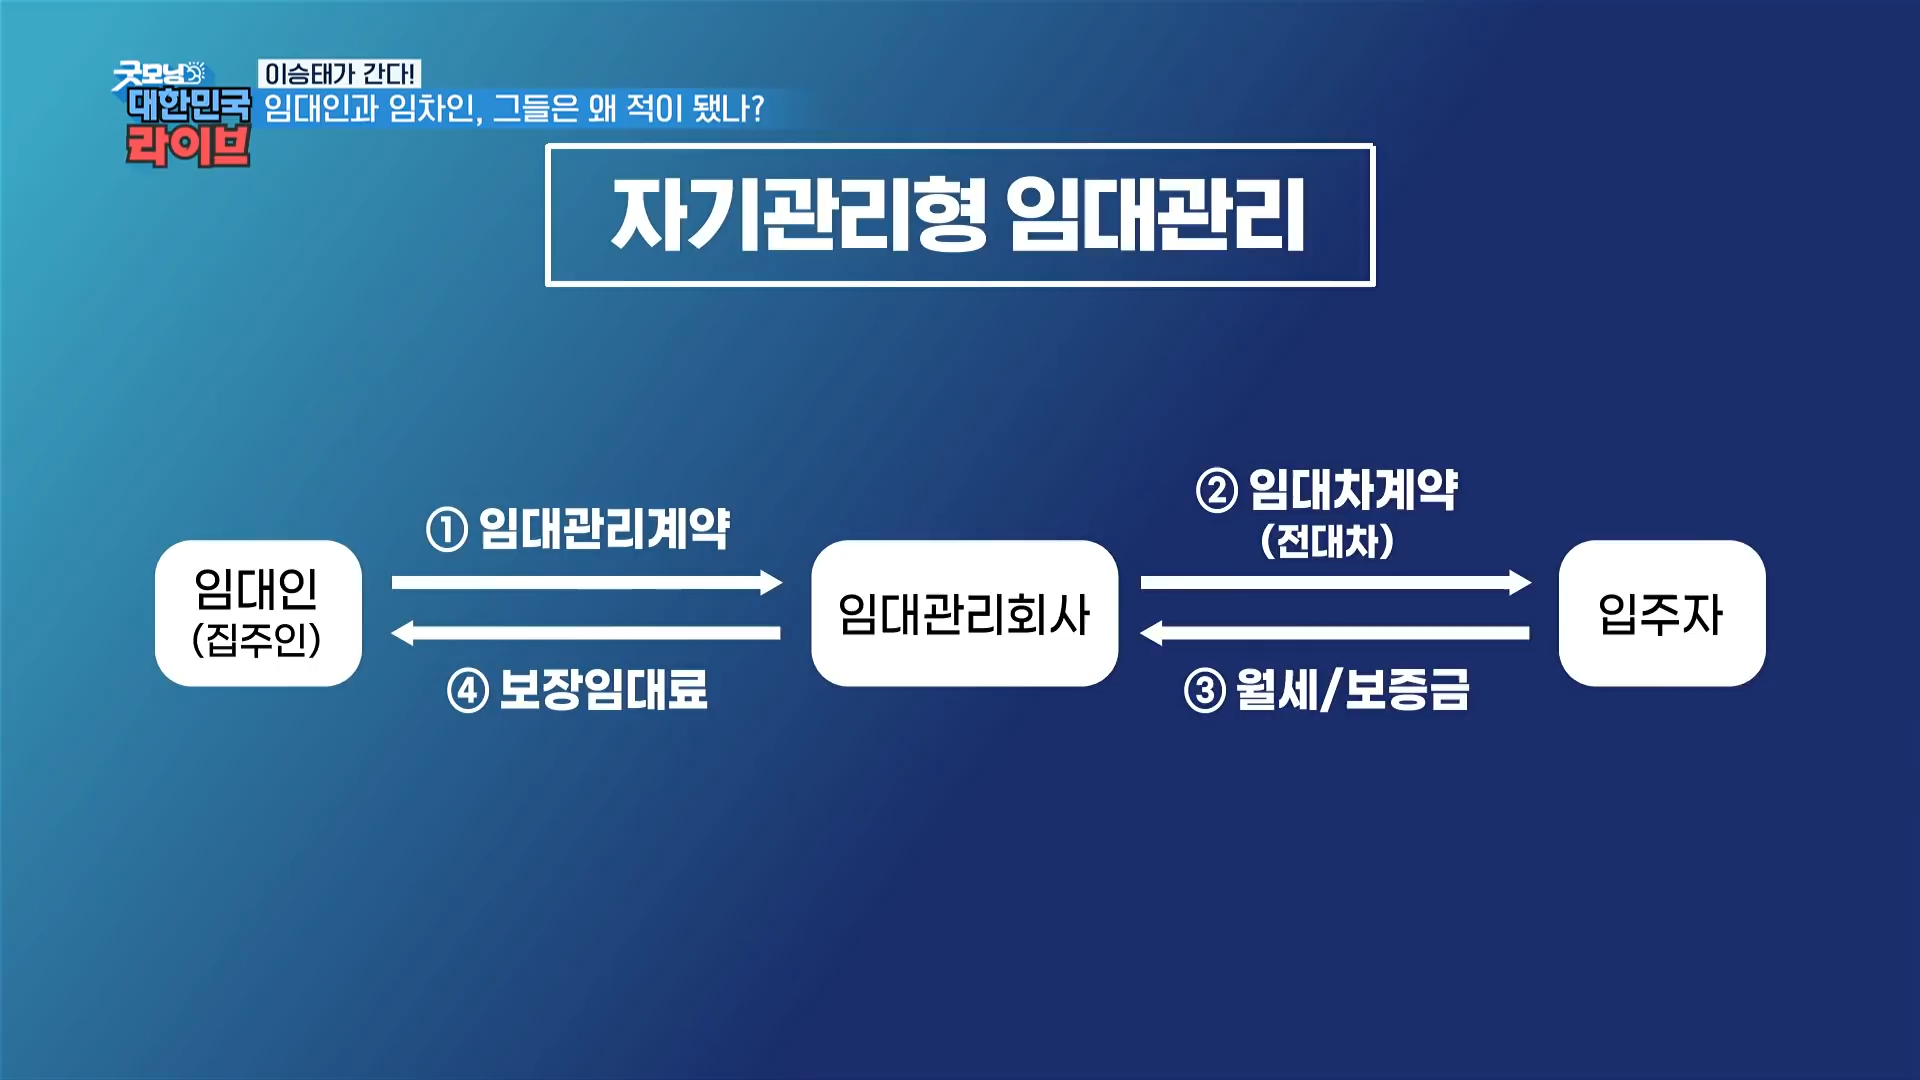 굿모닝
대한민국
라이브
이승태가 간다!
임대인과 임차인, 그들은 왜 적이 됐나?
자기관리형 임대관리
① 임대관리계약
② 임대차계약
(전대차)
임대인
(집주인)
임대관리회사
입주자
④ 보장임대료
③ 월세/보증금